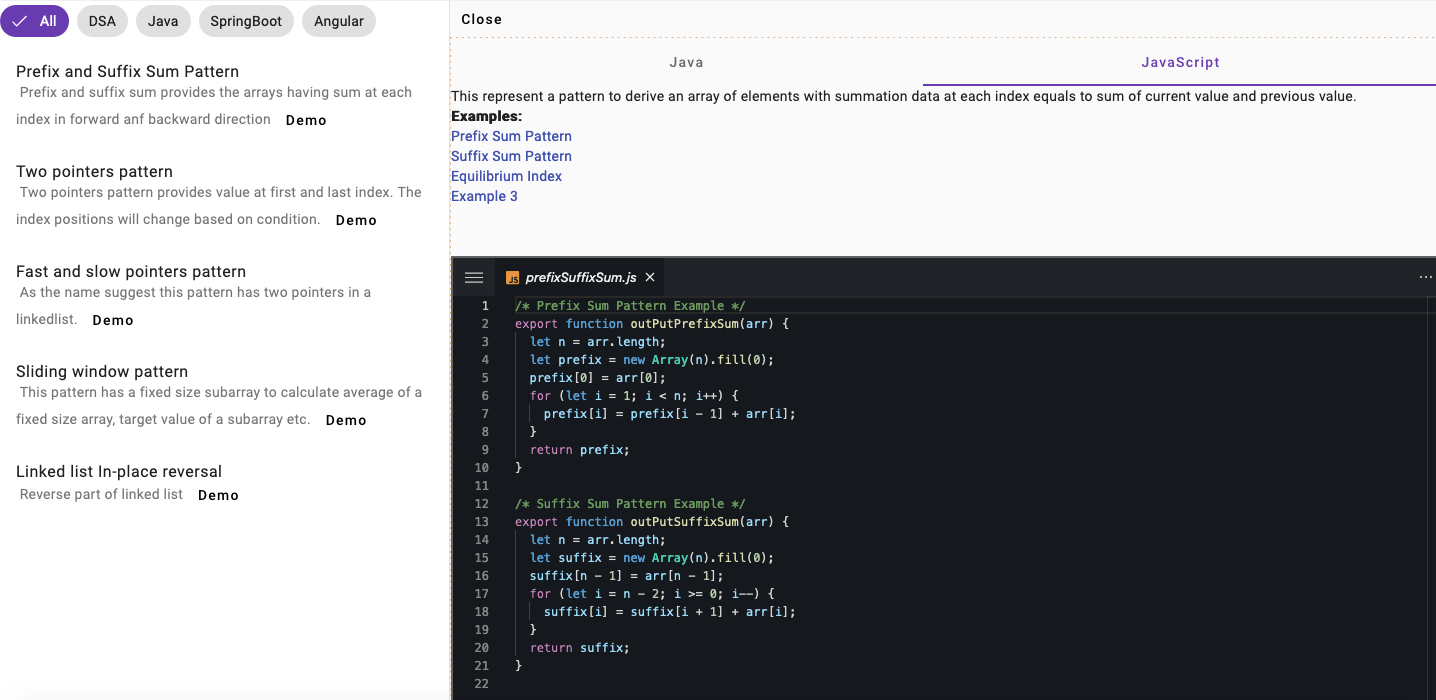 All
DSA
Java
SpringBoot
Angular
Prefix and Suffix Sum Pattern
Prefix and suffix sum provides the arrays having sum at each
index in forward anf backward direction Demo
Two pointers pattern
Two pointers pattern provides value at first and last index. The
index positions will change based on condition. Demo
Fast and slow pointers pattern
As the name suggest this pattern has two pointers in a
linkedlist. Demo
Sliding window pattern
This pattern has a fixed size subarray to calculate average of a
fixed size array, target value of a subarray etc. Demo
Linked list In-place reversal
Reverse part of linked list Demo
Close
Java
JavaScript
This represent a pattern to derive an array of elements with summation data at each index equals to sum of current value and previous value.
Examples:
Prefix Sum Pattern
Suffix Sum Pattern
Equilibrium Index
Example 3
JS prefixSuffixSum.js
1 /* Prefix Sum Pattern Example */
2 export function outPutPrefixSum(arr) {
3 let n = arr.length;
4 let prefix = new Array(n).fill(0);
5 prefix[0] = arr[0];
6 for (let i = 1; i < n; i++) {
7 prefix[i] = prefix[i - 1] + arr[i];
8 }
9 return prefix;
10 }
11
12 /* Suffix Sum Pattern Example */
13 export function outPutSuffixSum(arr) {
14 let n = arr.length;
15 let suffix = new Array(n).fill(0);
16 suffix[n - 1] = arr[n - 1];
17 for (let i = n - 2; i >= 0; i--) {
18 suffix[i] = suffix[i + 1] + arr[i];
19 }
20 return suffix;
21 }
22